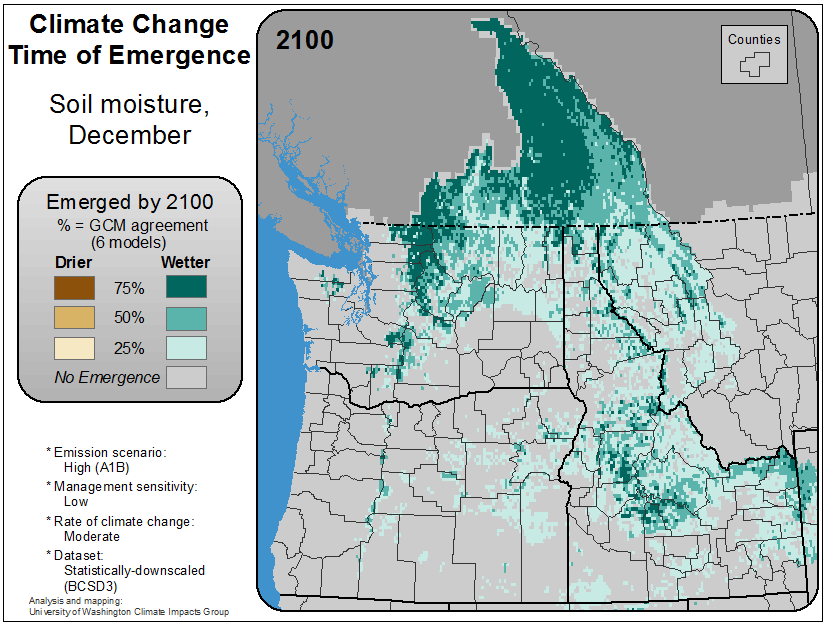 Climate Change
Time of Emergence
Soil moisture,
December
Emerged by 2100
% = GCM agreement
(6 models)
Drier Wetter
75%
50%
25%
No Emergence
* Emission scenario:
High (A1B)
* Management sensitivity:
Low
* Rate of climate change:
Moderate
* Dataset:
Statistically-downscaled
(BCSD3)
Analysis and mapping:
University of Washington Climate Impacts Group
2100
Counties